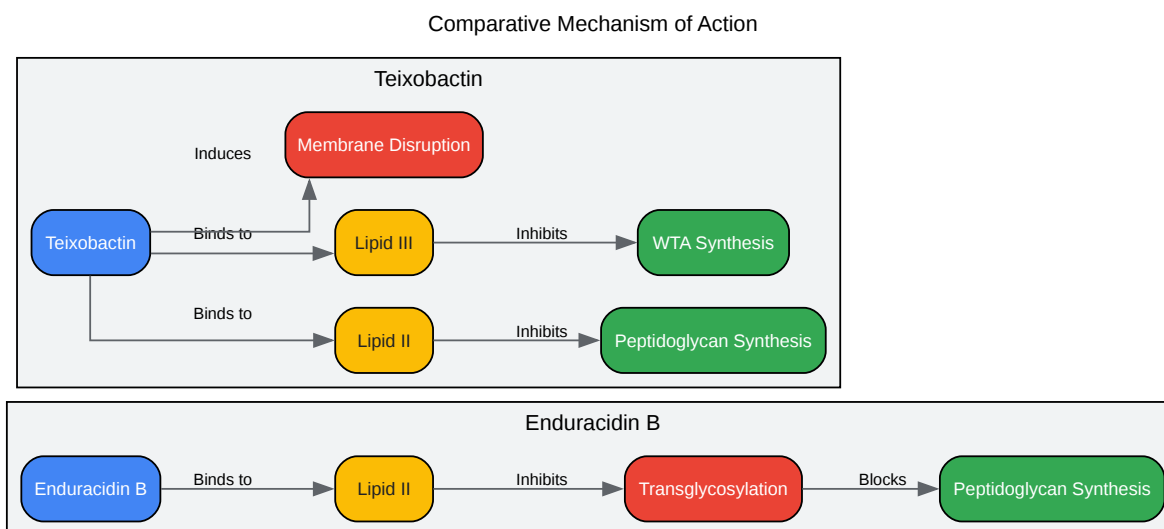 Comparative Mechanism of Action
Teixobactin
Membrane Disruption
Induces
Teixobactin
Binds to
Lipid III
Inhibits
WTA Synthesis
Binds to
Lipid II
Inhibits
Peptidoglycan Synthesis
Enduracidin B
Enduracidin B
Binds to
Lipid II
Inhibits
Transglycosylation
Blocks
Peptidoglycan Synthesis